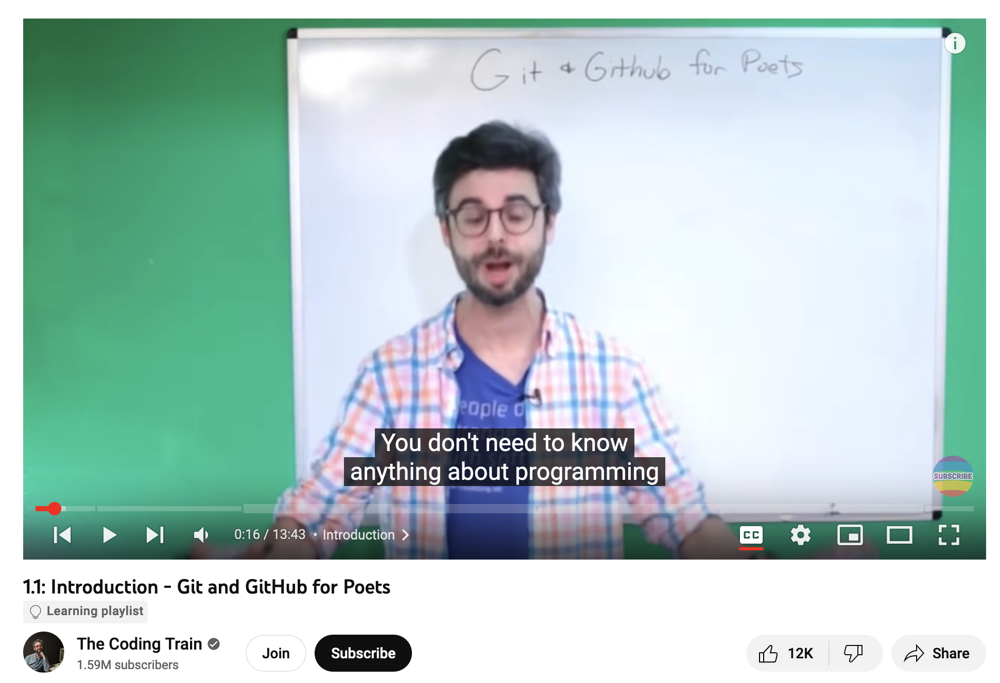 Git & Github for Poets
eople d
You don't need to know
anything about programming
SUBSCRIBE
0:16 / 13:43 • Introduction
CC
1.1: Introduction - Git and GitHub for Poets
Learning playlist
The Coding Train
1.59M subscribers
Join
Subscribe
12K
Share